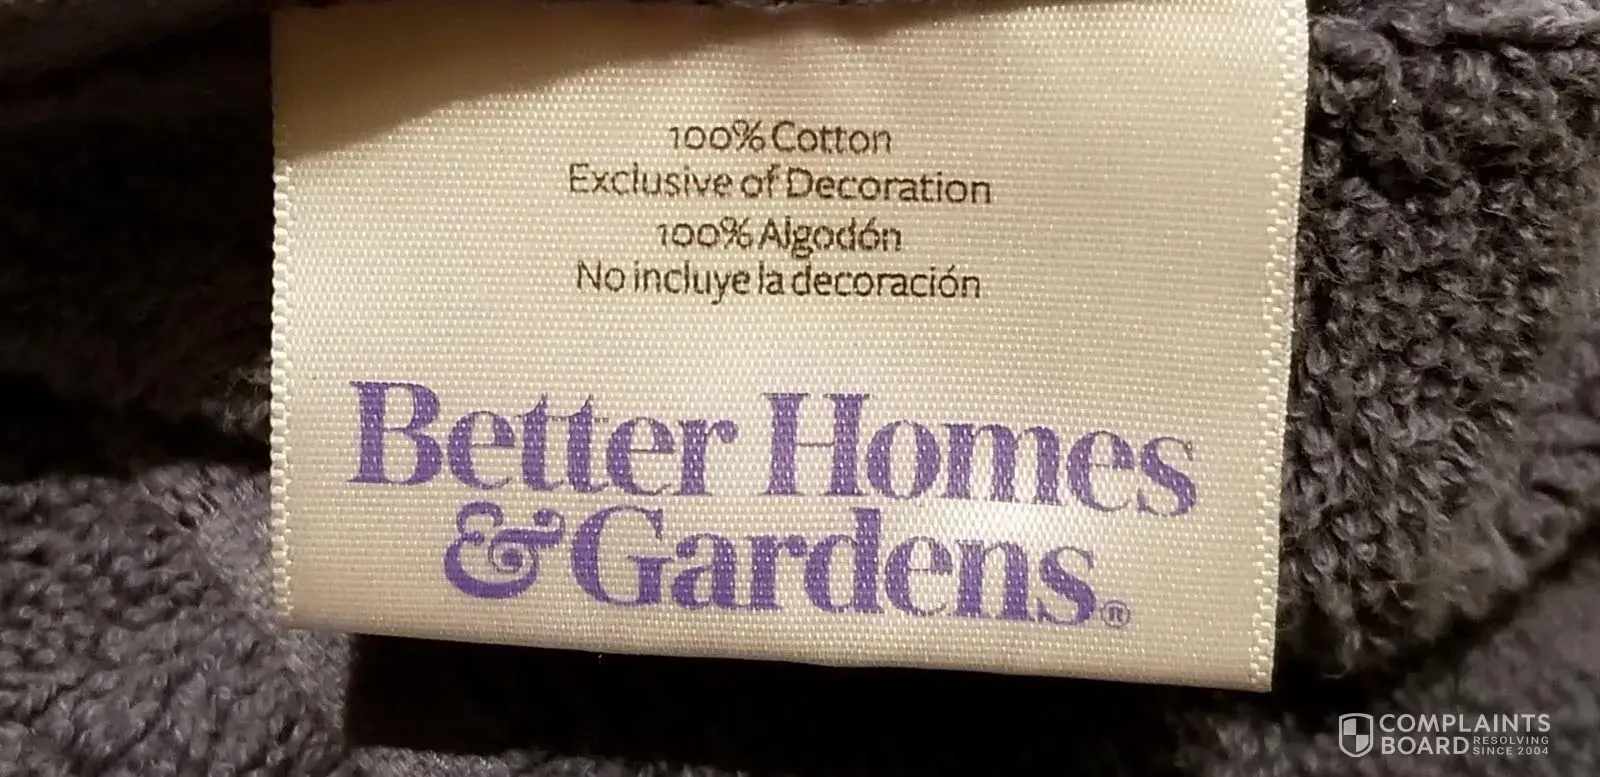 100% Cotton
Exclusive of Decoration
100% Algodón
No incluye la decoración
Better Homes
& Gardens®
COMPLAINTS
BOARD RESOLVING
SINCE 2004